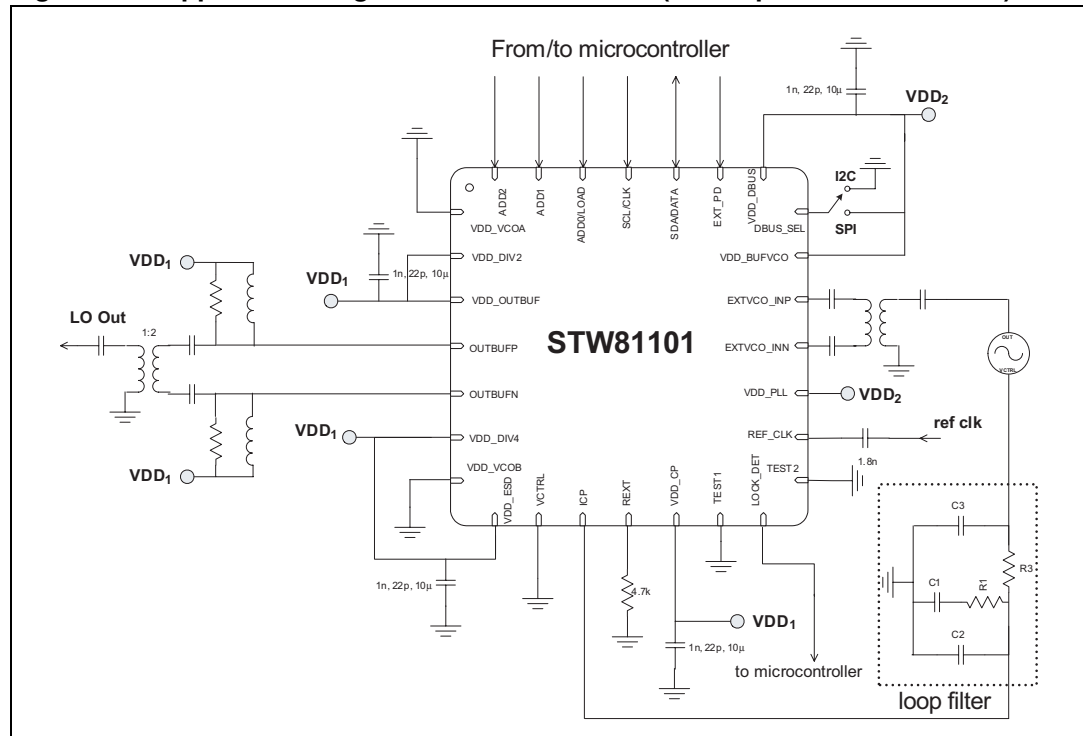 From/to microcontroller
1n, 22p, 10µ
VDD2
ADD2
ADD1
ADD0/LOAD
SCL/CLK
SDA/DATA
EXT_PD
VDD_DBUS
I2C
SPI
DBUS_SEL
VDD_VCOA
VDD_DIV2
VDD_BUFVCO
VDD1
1n, 22p, 10µ
VDD1
VDD_OUTBUF
EXTVCO_INP
LO Out
1:2
OUTBUFP
STW81101
EXTVCO_INN
OUT
VCTRL
OUTBUFN
VDD_PLL
VDD2
VDD1
VDD_DIV4
REF_CLK
ref clk
1.8n
VDD1
VDD_VCOB
TEST2
VDD_ESD
VCTRL
ICP
REXT
VDD_CP
TEST1
LOCK_DET
C3
R3
C1
R1
C2
1n, 22p, 10µ
4.7k
VDD1
1n, 22p, 10µ
to microcontroller
loop filter